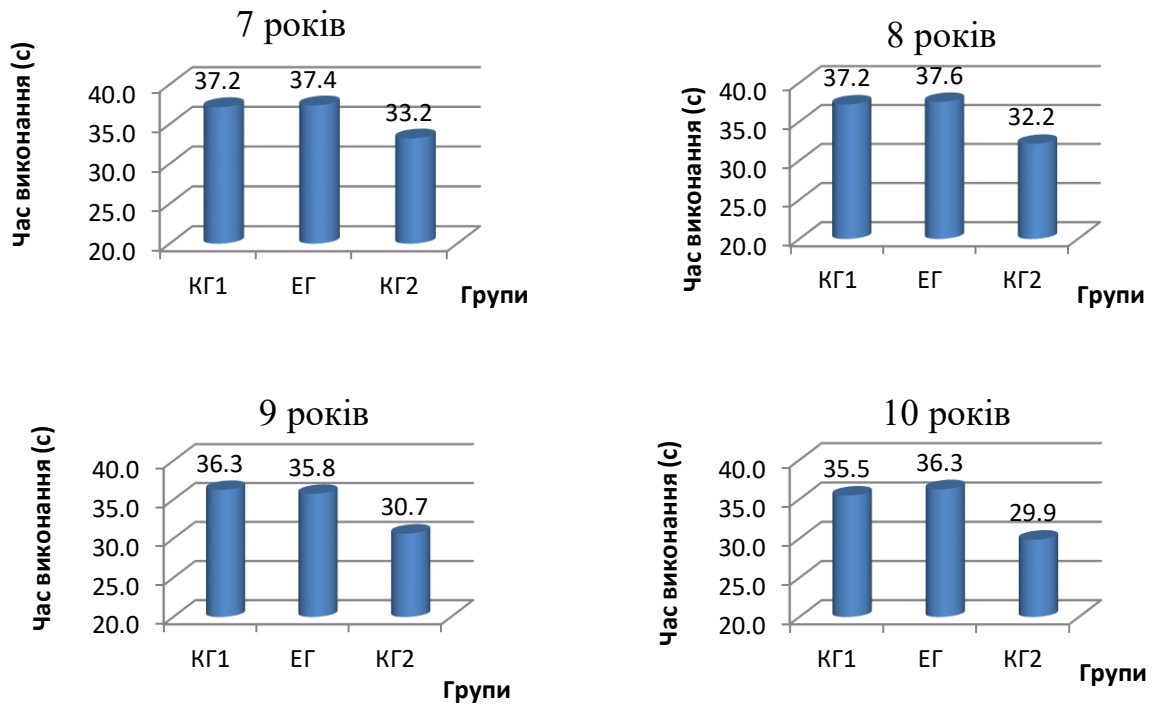 7 років
Час виконання (с)
40.0
35.0
30.0
25.0
20.0
37.2
37.4
33.2
КГ1
ЕГ
КГ2
Групи
8 років
Час виконання (с)
40.0
35.0
30.0
25.0
20.0
37.2
37.6
32.2
КГ1
ЕГ
КГ2
Групи
9 років
Час виконання (с)
40.0
35.0
30.0
25.0
20.0
36.3
35.8
30.7
КГ1
ЕГ
КГ2
Групи
10 років
Час виконання (с)
40.0
35.0
30.0
25.0
20.0
35.5
36.3
29.9
КГ1
ЕГ
КГ2
Групи